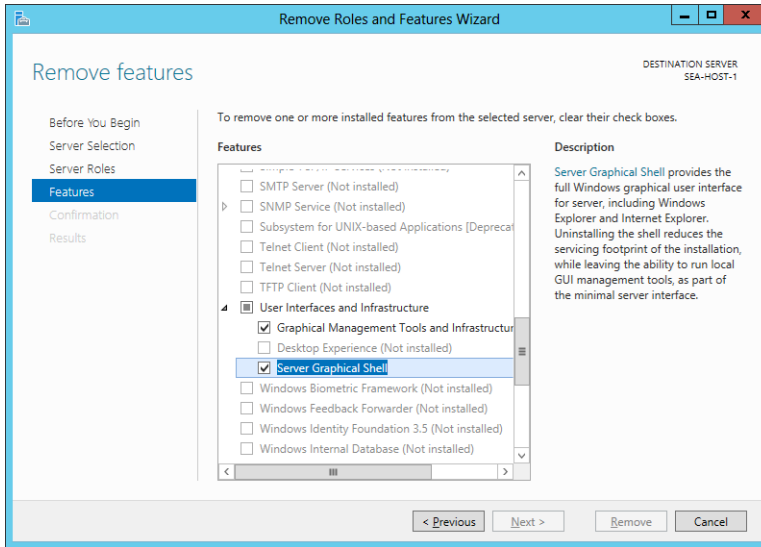 Remove Roles and Features Wizard
Remove features
DESTINATION SERVER
SEA-HOST-1
Before You Begin
Server Selection
Server Roles
Features
Confirmation
Results
To remove one or more installed features from the selected server, clear their check boxes.
Features
SMTP Server (Not installed)
SNMP Service (Not installed)
Subsystem for UNIX-based Applications [Deprecat
Telnet Client (Not installed)
Telnet Server (Not installed)
TFTP Client (Not installed)
User Interfaces and Infrastructure
Graphical Management Tools and Infrastructur
Desktop Experience (Not installed)
Server Graphical Shell
Windows Biometric Framework (Not installed)
Windows Feedback Forwarder (Not installed)
Windows Identity Foundation 3.5 (Not installed)
Windows Internal Database (Not installed)
Description
Server Graphical Shell provides the
full Windows graphical user interface
for server, including Windows
Explorer and Internet Explorer.
Uninstalling the shell reduces the
servicing footprint of the installation,
while leaving the ability to run local
GUI management tools, as part of
the minimal server interface.
< Previous
Next >
Remove
Cancel